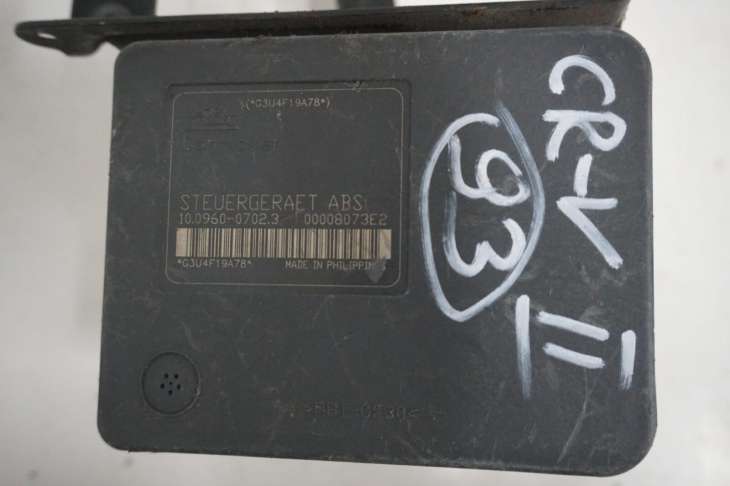 *G3U4F19A78*)
STEUERGERAET ABS
10.0960-0702.3 00008073E2
*G3U4F19A78*
MADE IN PHILIPPINES
CR-V III
93